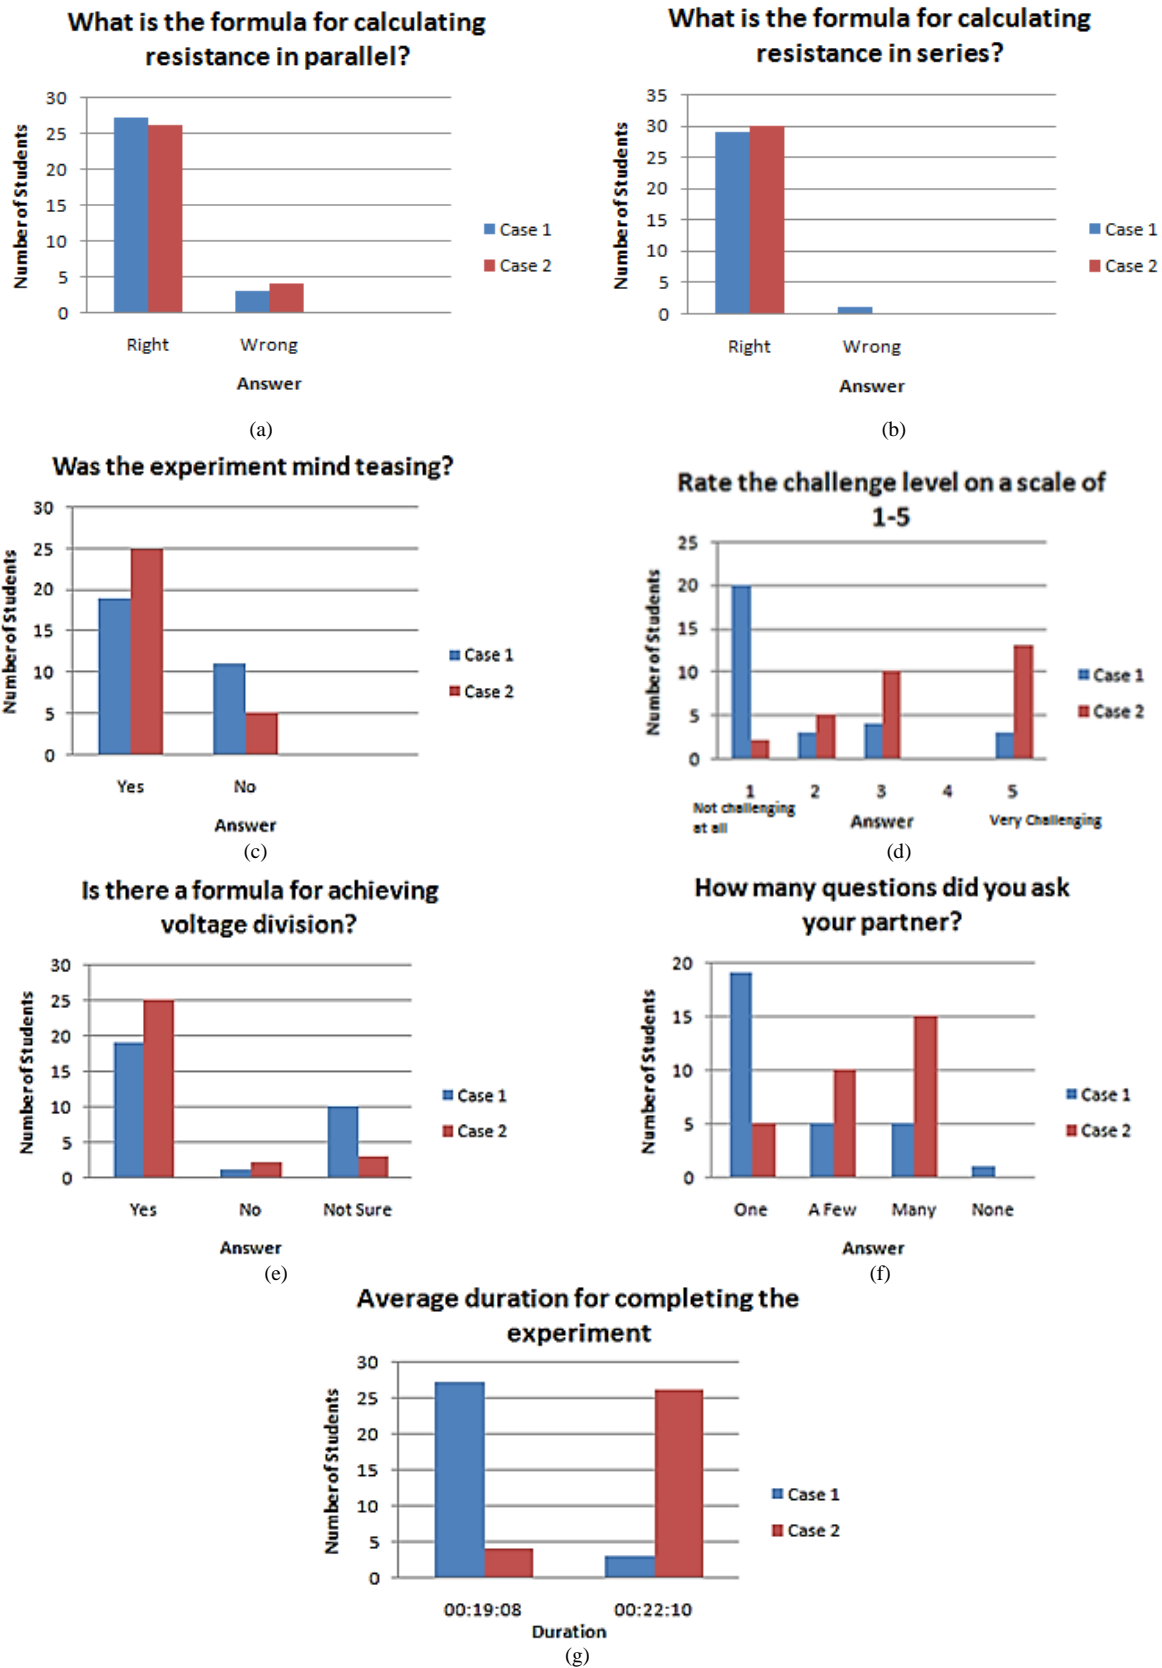 What is the formula for calculating
resistance in parallel?
30
25
20
15
10
5
0
Number of Students
Right Wrong
Answer
Case 1
Case 2
(a)
What is the formula for calculating
resistance in series?
35
30
25
20
15
10
5
0
Number of Students
Right Wrong
Answer
Case 1
Case 2
(b)
Was the experiment mind teasing?
30
25
20
15
10
5
0
Number of Students
Yes No
Answer
Case 1
Case 2
(c)
Rate the challenge level on a scale of
1-5
25
20
15
10
5
0
Number of Students
1 2 3 4 5
Not challenging
at all
Answer
Very Challenging
Case 1
Case 2
(d)
Is there a formula for achieving
voltage division?
30
25
20
15
10
5
0
Number of Students
Yes No Not Sure
Answer
Case 1
Case 2
(e)
How many questions did you ask
your partner?
20
15
10
5
0
Number of Students
One A Few Many None
Answer
Case 1
Case 2
(f)
Average duration for completing the
experiment
30
25
20
15
10
5
0
Number of Students
00:19:08 00:22:10
Duration
Case 1
Case 2
(g)